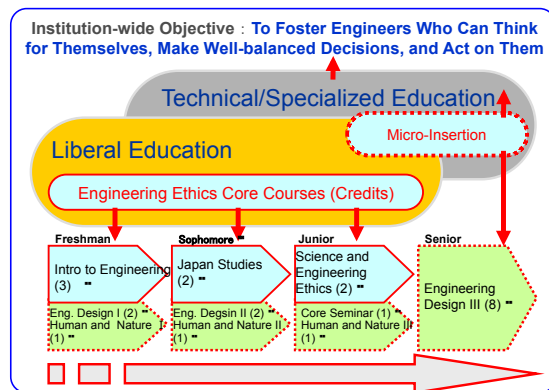 Institution-wide Objective : To Foster Engineers Who Can Think
for Themselves, Make Well-balanced Decisions, and Act on Them
Technical/Specialized Education
Micro-Insertion
Liberal Education
Engineering Ethics Core Courses (Credits)
Freshman
Intro to Engineering
(3)
Eng. Design I (2)
Human and Nature I
(1)
Sophomore
Japan Studies
(2)
Eng. Degsin II (2)
Human and Nature II
(1)
Junior
Science and
Engineering
Ethics (2)
Core Seminar (1)
Human and Nature III
(1)
Senior
Engineering
Design III (8)